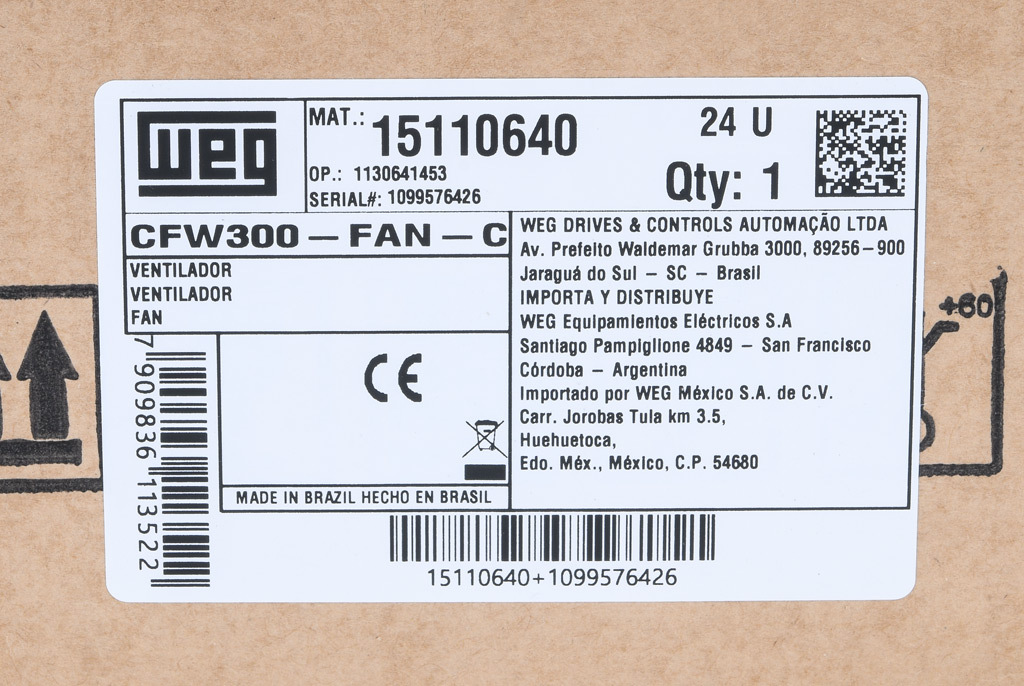 weg
MAT.: 15110640
24 U
OP.: 1130641453
SERIAL#: 1099576426
Qty: 1
CFW300 – FAN – C
VENTILADOR
VENTILADOR
FAN
WEG DRIVES & CONTROLS AUTOMAÇÃO LTDA
Av. Prefeito Waldemar Grubba 3000, 89256–900
Jaraguá do Sul – SC – Brasil
IMPORTA Y DISTRIBUYE
WEG Equipamientos Eléctricos S.A
Santiago Pampiglione 4849 – San Francisco
Córdoba – Argentina
Importado por WEG México S.A. de C.V.
Carr. Jorobas Tula km 3.5,
Huehuetoca,
Edo. Méx., México, C.P. 54680
CE
MADE IN BRAZIL HECHO EN BRASIL
7 909836 113522
15110640+1099576426
+60